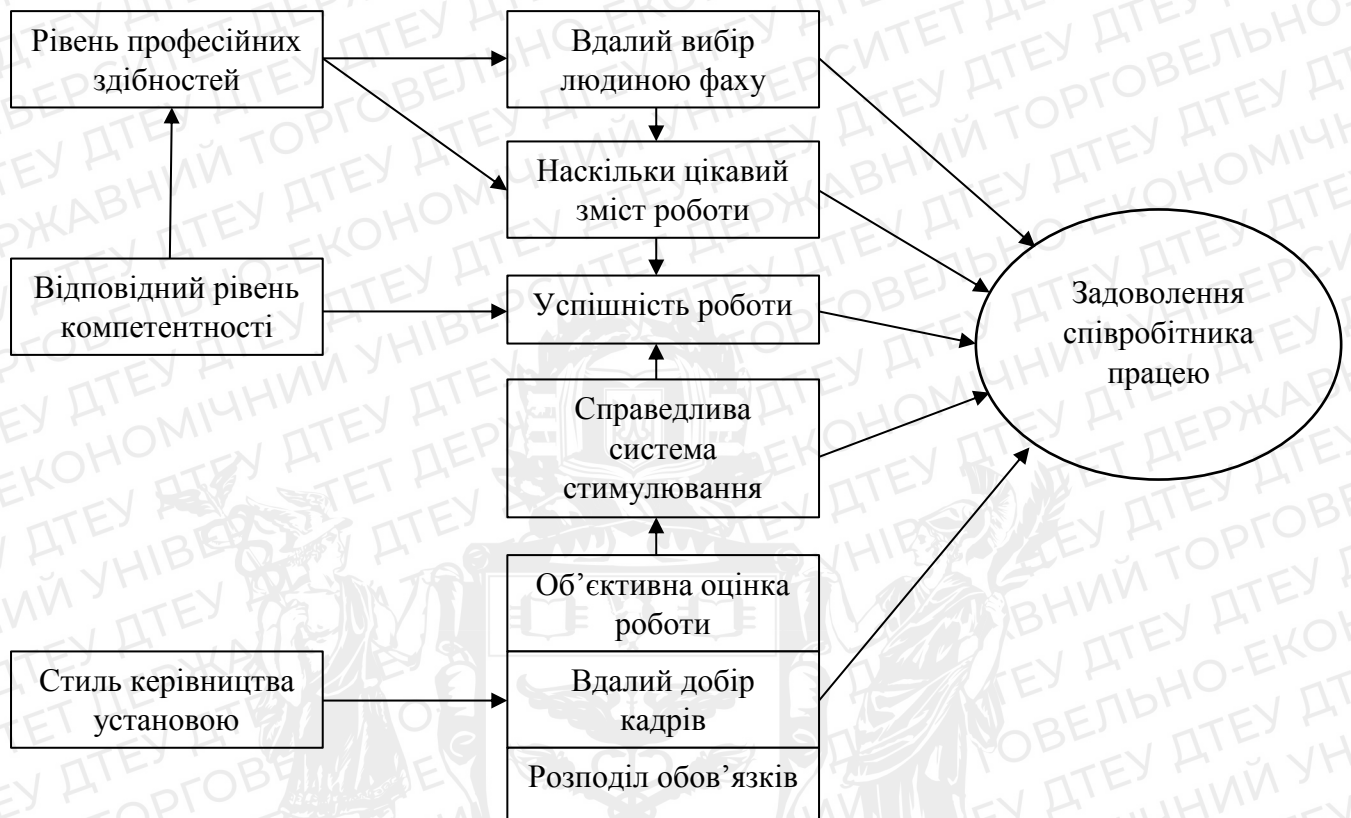 Рівень професійних
здібностей
Вдалий вибір
людиною фаху
Наскільки цікавий
зміст роботи
Відповідний рівень
компетентності
Успішність роботи
Задоволення
співробітника
працею
Справедлива
система
стимулювання
Об’єктивна оцінка
роботи
Стиль керівництва
установою
Вдалий добір
кадрів
Розподіл обов’язків